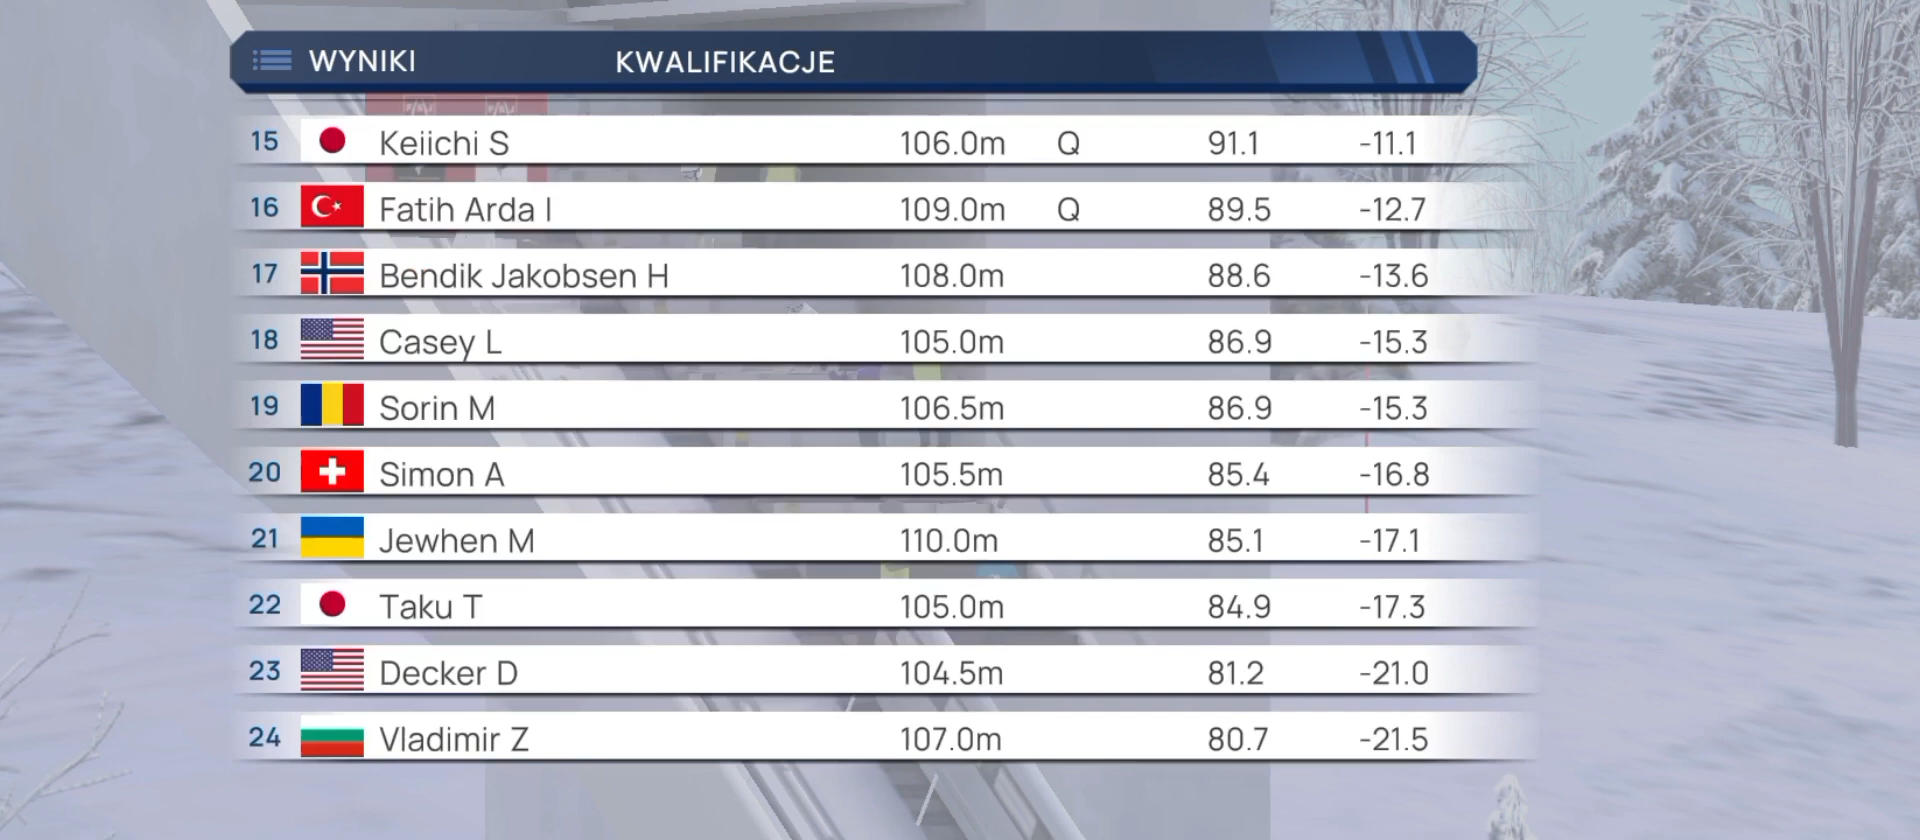 WYNIKI KWALIFIKACJE
15 Keiichi S 106.0m Q 91.1 -11.1
16 Fatih Arda I 109.0m Q 89.5 -12.7
17 Bendik Jakobsen H 108.0m 88.6 -13.6
18 Casey L 105.0m 86.9 -15.3
19 Sorin M 106.5m 86.9 -15.3
20 Simon A 105.5m 85.4 -16.8
21 Jewhen M 110.0m 85.1 -17.1
22 Taku T 105.0m 84.9 -17.3
23 Decker D 104.5m 81.2 -21.0
24 Vladimir Z 107.0m 80.7 -21.5